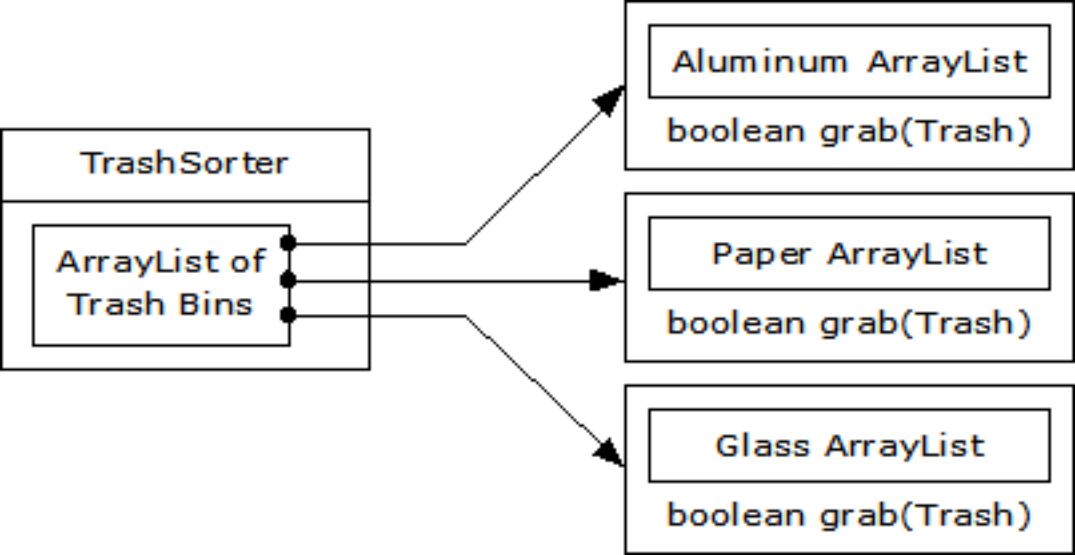 TrashSorter
ArrayList of
Trash Bins
Aluminum ArrayList
boolean grab(Trash)
Paper ArrayList
boolean grab(Trash)
Glass ArrayList
boolean grab(Trash)